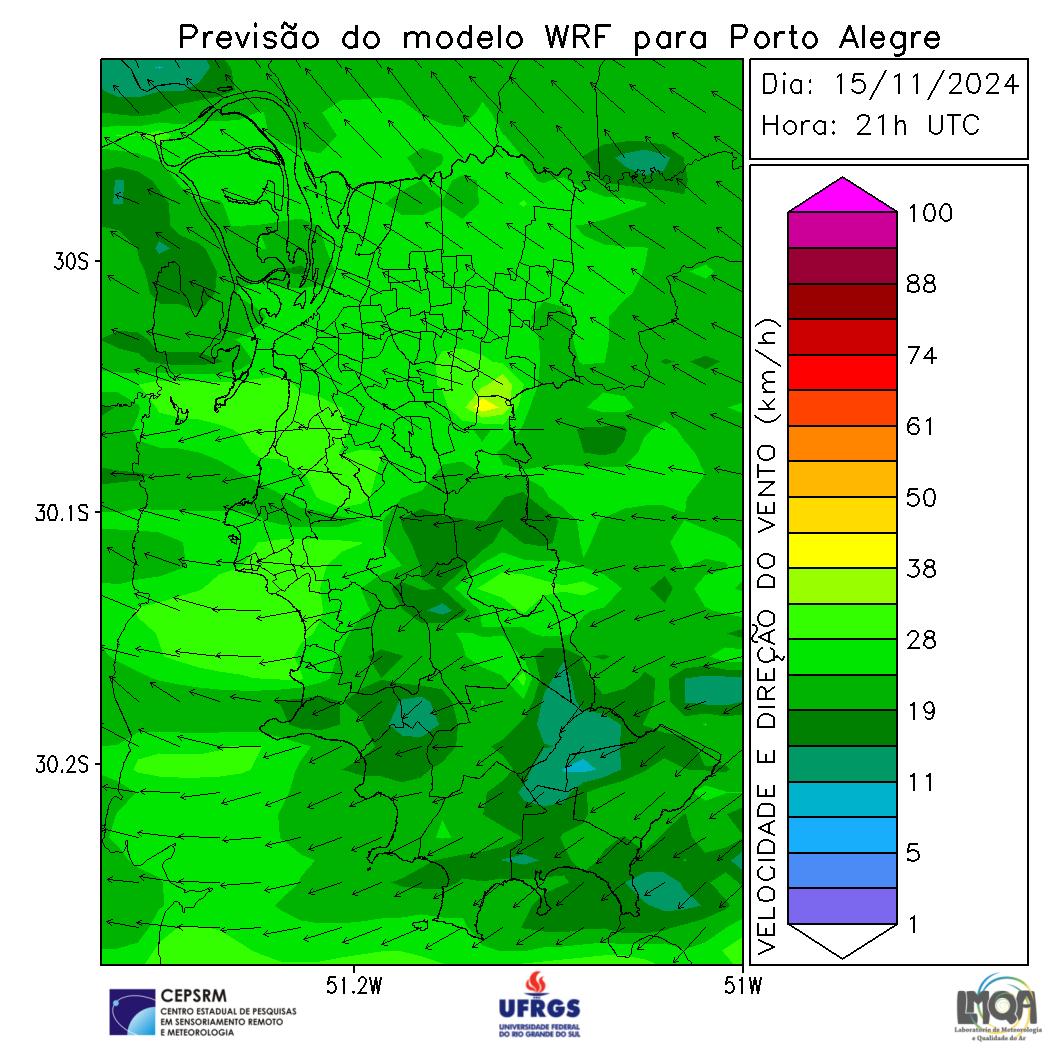 Previsão do modelo WRF para Porto Alegre
Dia: 15/11/2024
Hora: 21h UTC
VELOCIDADE E DIREÇÃO DO VENTO (km/h)
100
88
74
61
50
38
28
19
11
5
1
30S
30.1S
30.2S
51.2W
51W
CEPSRM
CENTRO ESTADUAL DE PESQUISAS
EM SENSORIAMENTO REMOTO
E METEOROLOGIA
UFRGS
UNIVERSIDADE FEDERAL
DO RIO GRANDE DO SUL
LMQA
Laboratório de Meteorologia
e Qualidade do Ar